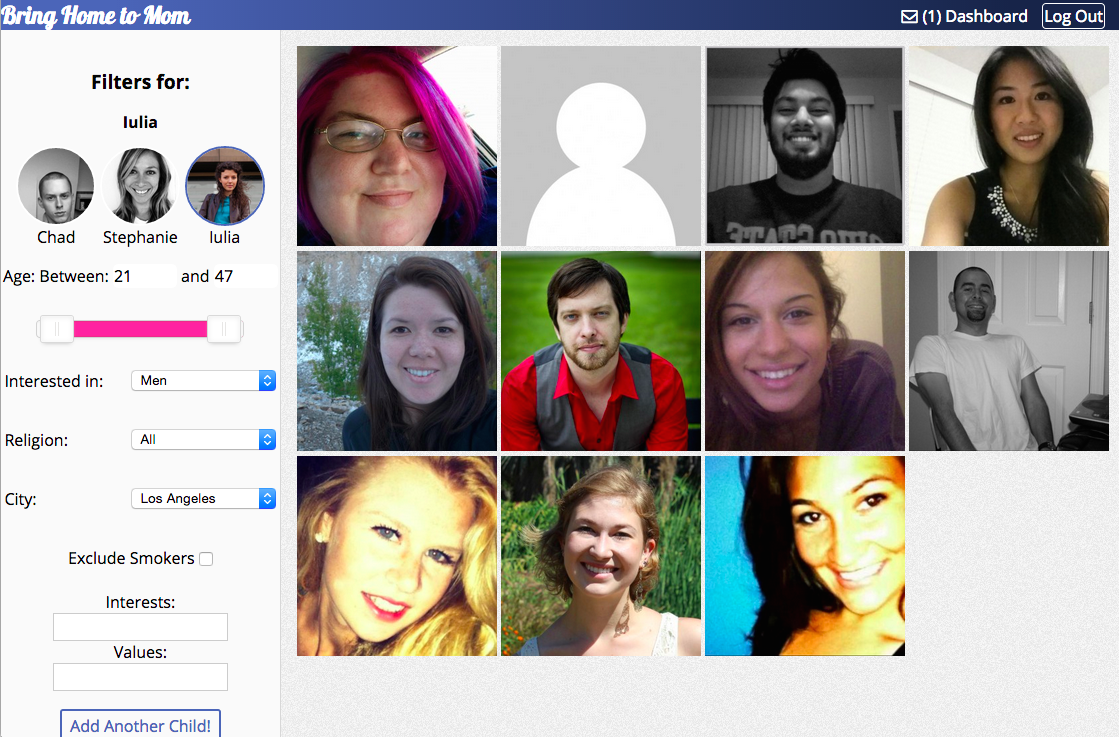 Bring Home to Mom
(1) Dashboard Log Out
Filters for:
Iulia
Chad Stephanie Iulia
Age: Between: 21 and 47
Interested in: Men
Religion: All
City: Los Angeles
Exclude Smokers
Interests:
Values:
Add Another Child!